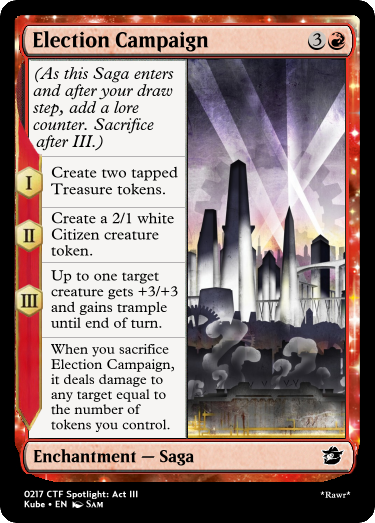 Election Campaign 3
(As this Saga enters
and after your draw
step, add a lore
counter. Sacrifice
after III.)
I
Create two tapped
Treasure tokens.
II
Create a 2/1 white
Citizen creature
token.
III
Up to one target
creature gets +3/+3
and gains trample
until end of turn.
When you sacrifice
Election Campaign,
it deals damage to
any target equal to
the number of
tokens you control.
Enchantment — Saga
0217 CTF Spotlight: Act III
Kube • EN Sam
*Rawr*